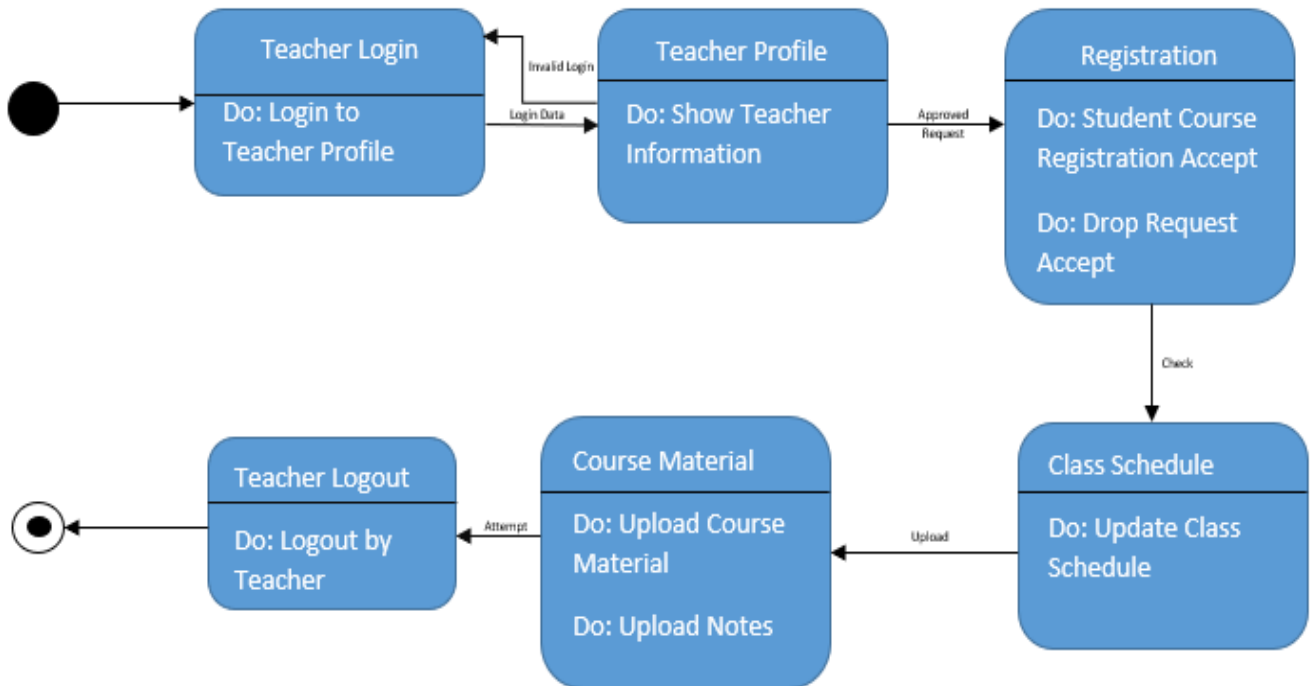 Teacher Login
Do: Login to
Teacher Profile
Invalid Login
Login Data
Teacher Profile
Do: Show Teacher
Information
Approved
Request
Registration
Do: Student Course
Registration Accept
Do: Drop Request
Accept
Check
Class Schedule
Do: Update Class
Schedule
Upload
Course Material
Do: Upload Course
Material
Do: Upload Notes
Attempt
Teacher Logout
Do: Logout by
Teacher